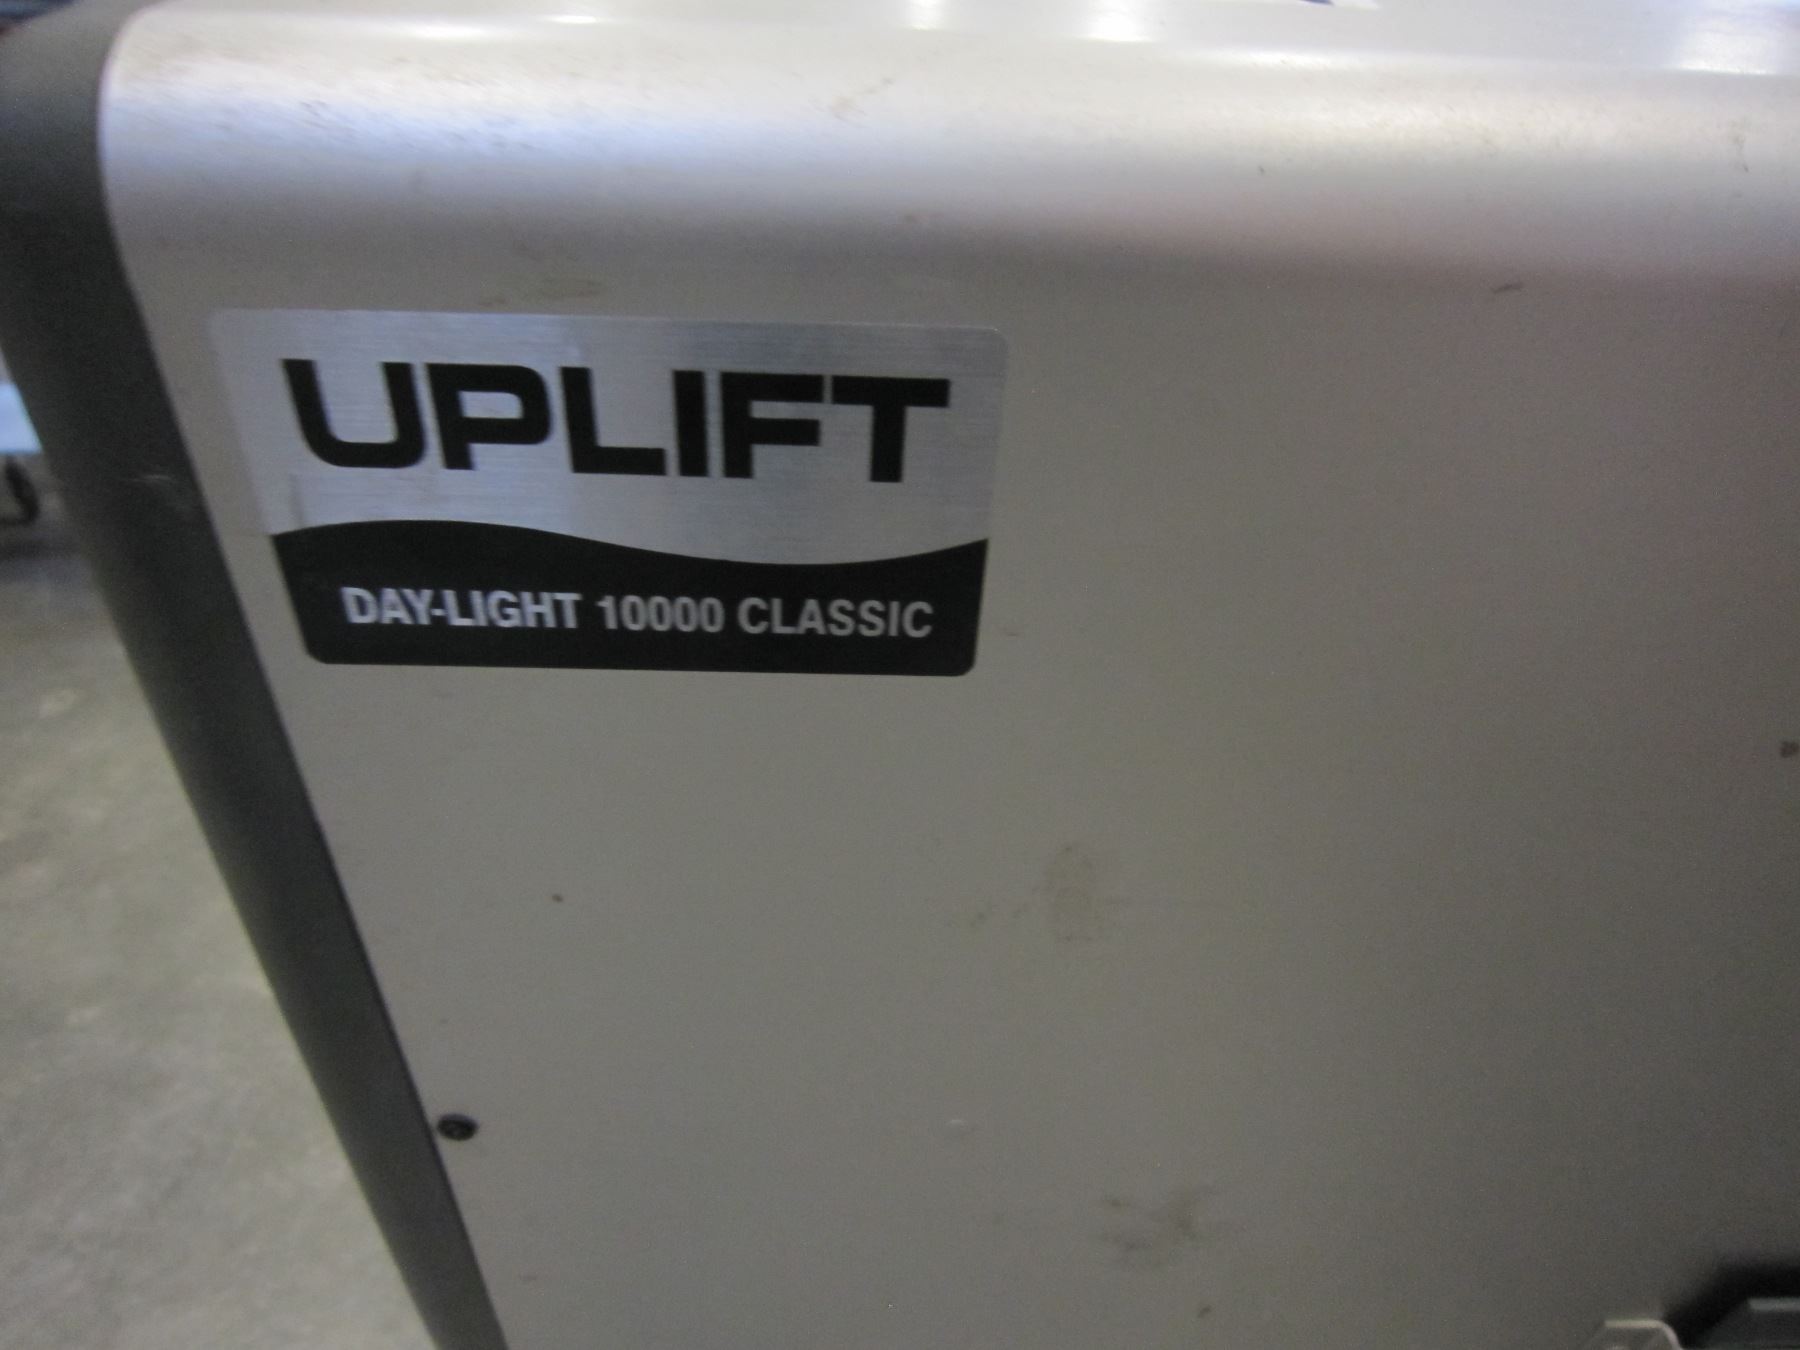 UPLIFT
DAY-LIGHT 10000 CLASSIC